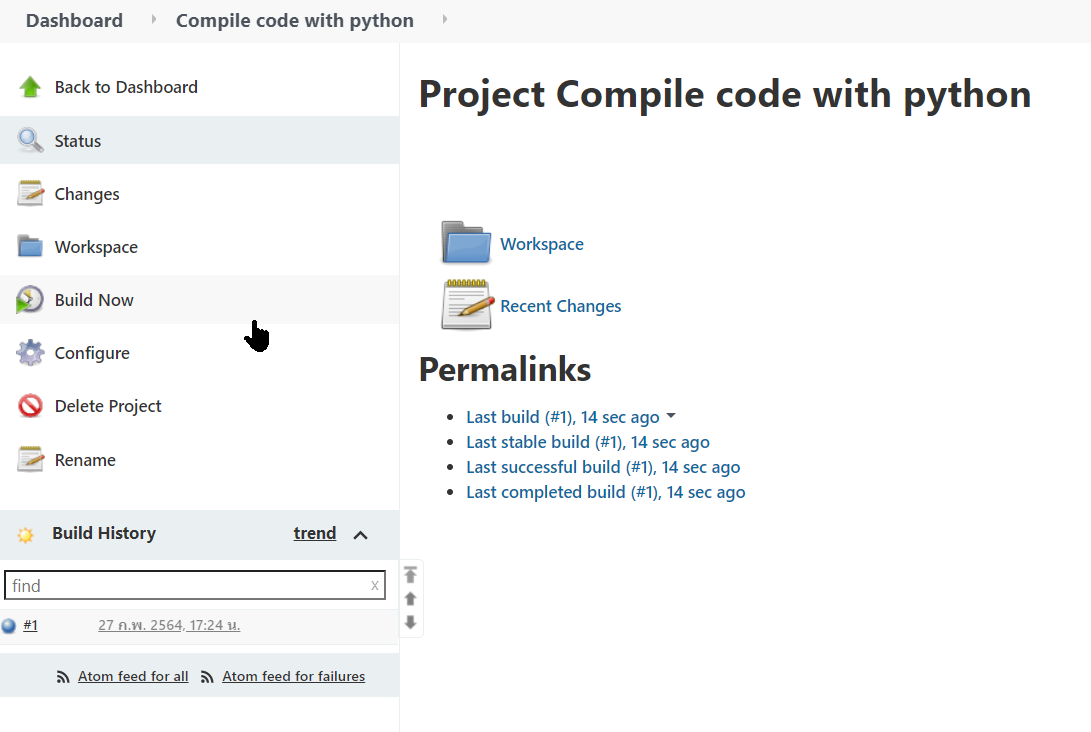 Dashboard Compile code with python
Back to Dashboard
Status
Changes
Workspace
Build Now
Configure
Delete Project
Rename
Build History trend
find x
#1 27 ก.พ. 2564, 17:24 น.
Atom feed for all Atom feed for failures
Project Compile code with python
Workspace
Recent Changes
Permalinks
Last build (#1), 14 sec ago
Last stable build (#1), 14 sec ago
Last successful build (#1), 14 sec ago
Last completed build (#1), 14 sec ago